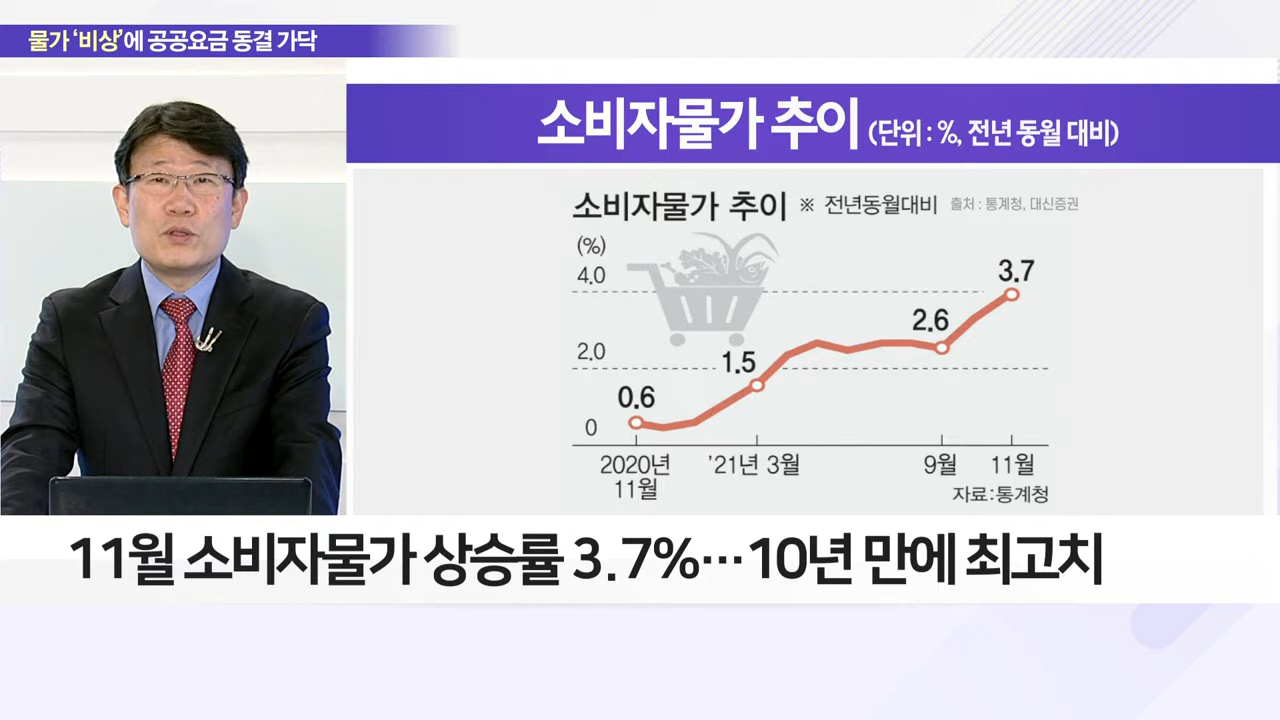 물가 ‘비상’에 공공요금 동결 가닥
소비자물가 추이 (단위 : %, 전년 동월 대비)
소비자물가 추이 ※ 전년동월대비 출처 : 통계청, 대신증권
(%)
4.0
3.7
2.6
2.0
1.5
0.6
0
2020년 11월
’21년 3월
9월
11월
자료:통계청
11월 소비자물가 상승률 3.7%…10년 만에 최고치